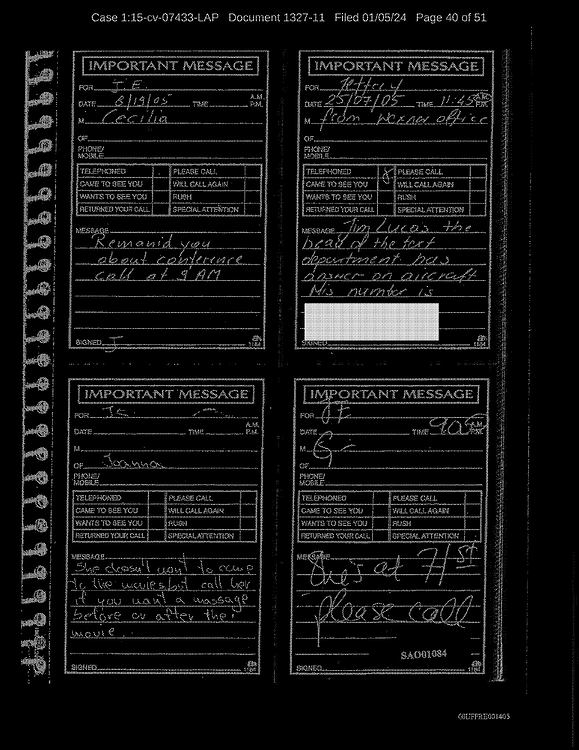 Case 1:15-cv-07433-LAP Document 1327-11 Filed 01/05/24 Page 40 of 51
IMPORTANT MESSAGE
FOR J.E.
DATE 8/19/05 TIME A.M. P.M.
M Cecilia
OF
PHONE/
MOBILE
TELEPHONED PLEASE CALL
CAME TO SEE YOU WILL CALL AGAIN
WANTS TO SEE YOU RUSH
RETURNED YOUR CALL SPECIAL ATTENTION
MESSAGE
Remanid you
about conference
call at 9 AM
SIGNED J 1184
IMPORTANT MESSAGE
FOR Jeffrey
DATE 25/07/05 TIME 11:45 A.M. P.M.
M from Wexner office
OF
PHONE/
MOBILE
TELEPHONED PLEASE CALL
CAME TO SEE YOU WILL CALL AGAIN
WANTS TO SEE YOU RUSH
RETURNED YOUR CALL SPECIAL ATTENTION
MESSAGE Jim Lucas the
head of the
department has
answer on aircraft
His number is
SIGNED 1184
IMPORTANT MESSAGE
FOR JE
DATE TIME A.M. P.M.
M
OF Joanna
PHONE/
MOBILE
TELEPHONED PLEASE CALL
CAME TO SEE YOU WILL CALL AGAIN
WANTS TO SEE YOU RUSH
RETURNED YOUR CALL SPECIAL ATTENTION
MESSAGE
She doesn't want to come
to the movies, but call her
if you want a massage
before or after the
movie.
SIGNED 1184
IMPORTANT MESSAGE
FOR JE
DATE TIME 9:05 A.M. P.M.
M G
OF
PHONE/
MOBILE
TELEPHONED PLEASE CALL
CAME TO SEE YOU WILL CALL AGAIN
WANTS TO SEE YOU RUSH
RETURNED YOUR CALL SPECIAL ATTENTION
MESSAGE
She's at 71st
please call
SAO01084
SIGNED 1184
GIUFFRE001405